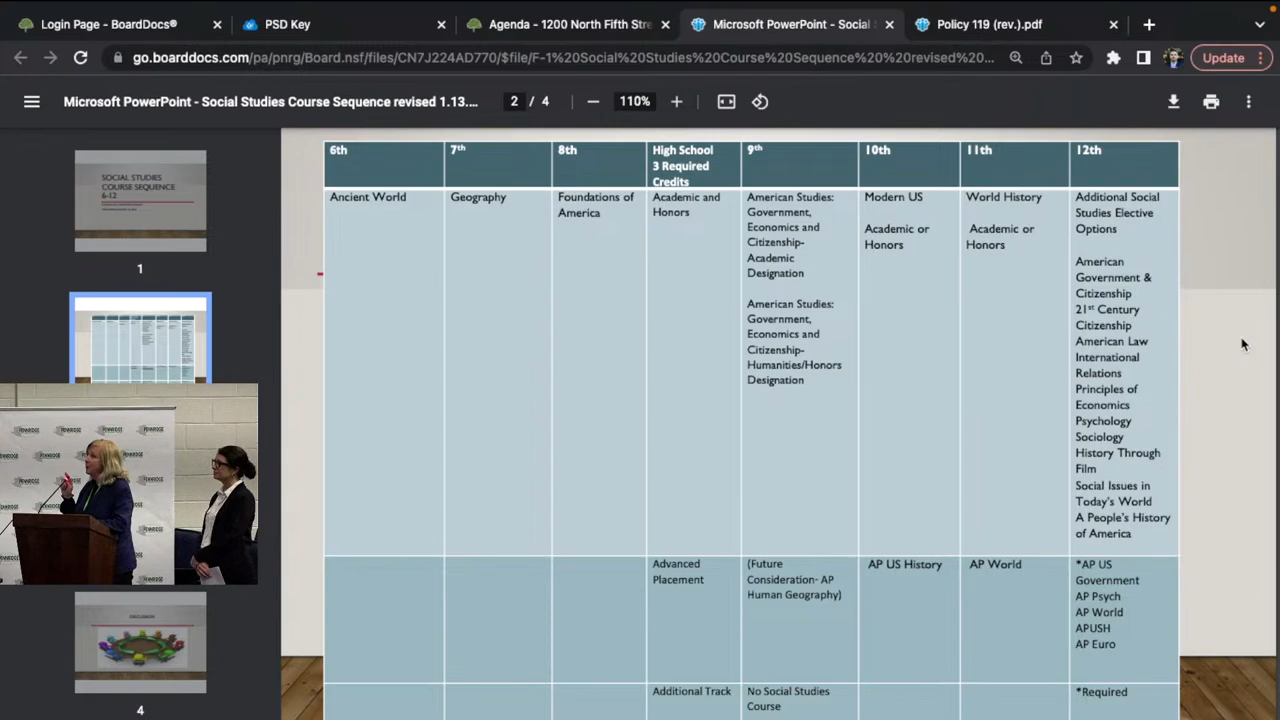 Login Page - BoardDocs®
PSD Key
Agenda - 1200 North Fifth Stre
Microsoft PowerPoint - Social
Policy 119 (rev.).pdf
go.boarddocs.com/pa/pnrg/Board.nsf/files/CN7J224AD770/$file/F-1%20Social%20Studies%20Course%20Sequence%20%20revised%20...
Update
Microsoft PowerPoint - Social Studies Course Sequence revised 1.13....
2 / 4
110%
SOCIAL STUDIES
COURSE SEQUENCE
6-12
1
DISCUSSION
4
PENNRIDGE
6th
7th
8th
High School
3 Required
Credits
9th
10th
11th
12th
Ancient World
Geography
Foundations of
America
Academic and
Honors
American Studies:
Government,
Economics and
Citizenship-
Academic
Designation
American Studies:
Government,
Economics and
Citizenship-
Humanities/Honors
Designation
Modern US
Academic or
Honors
World History
Academic or
Honors
Additional Social
Studies Elective
Options
American
Government &
Citizenship
21st Century
Citizenship
American Law
International
Relations
Principles of
Economics
Psychology
Sociology
History Through
Film
Social Issues in
Today's World
A People's History
of America
Advanced
Placement
(Future
Consideration- AP
Human Geography)
AP US History
AP World
*AP US
Government
AP Psych
AP World
APUSH
AP Euro
Additional Track
No Social Studies
Course
*Required